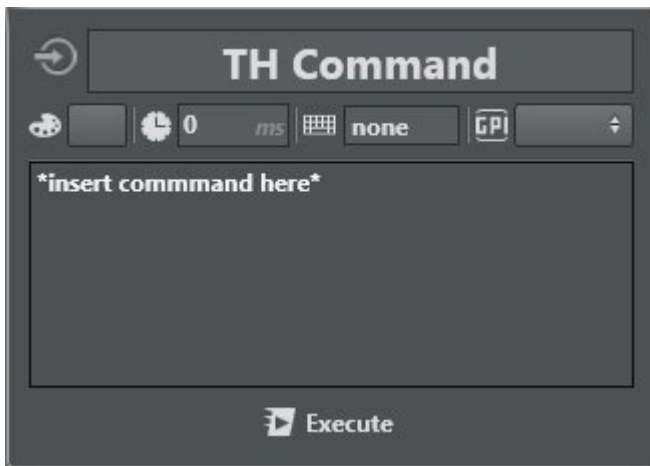 TH Command
0 ms none GPI
*insert commmand here*
Execute